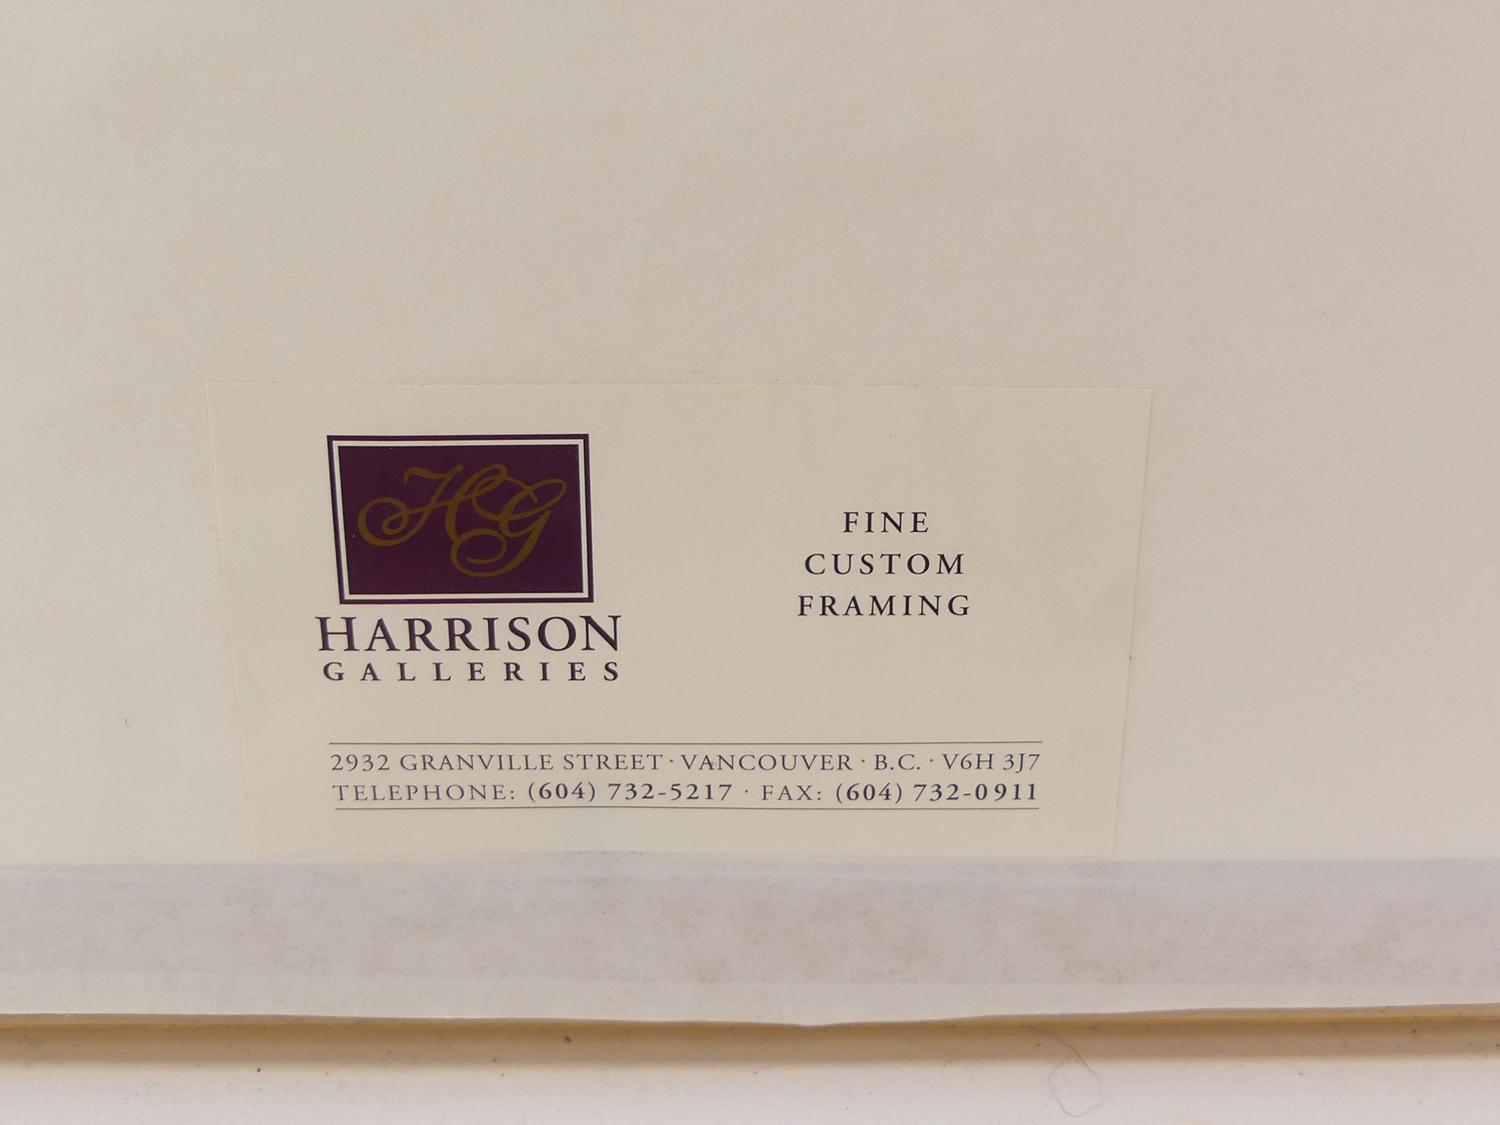 HG
HARRISON
GALLERIES
FINE
CUSTOM
FRAMING
2932 GRANVILLE STREET · VANCOUVER · B.C. · V6H 3J7
TELEPHONE: (604) 732-5217 · FAX: (604) 732-0911